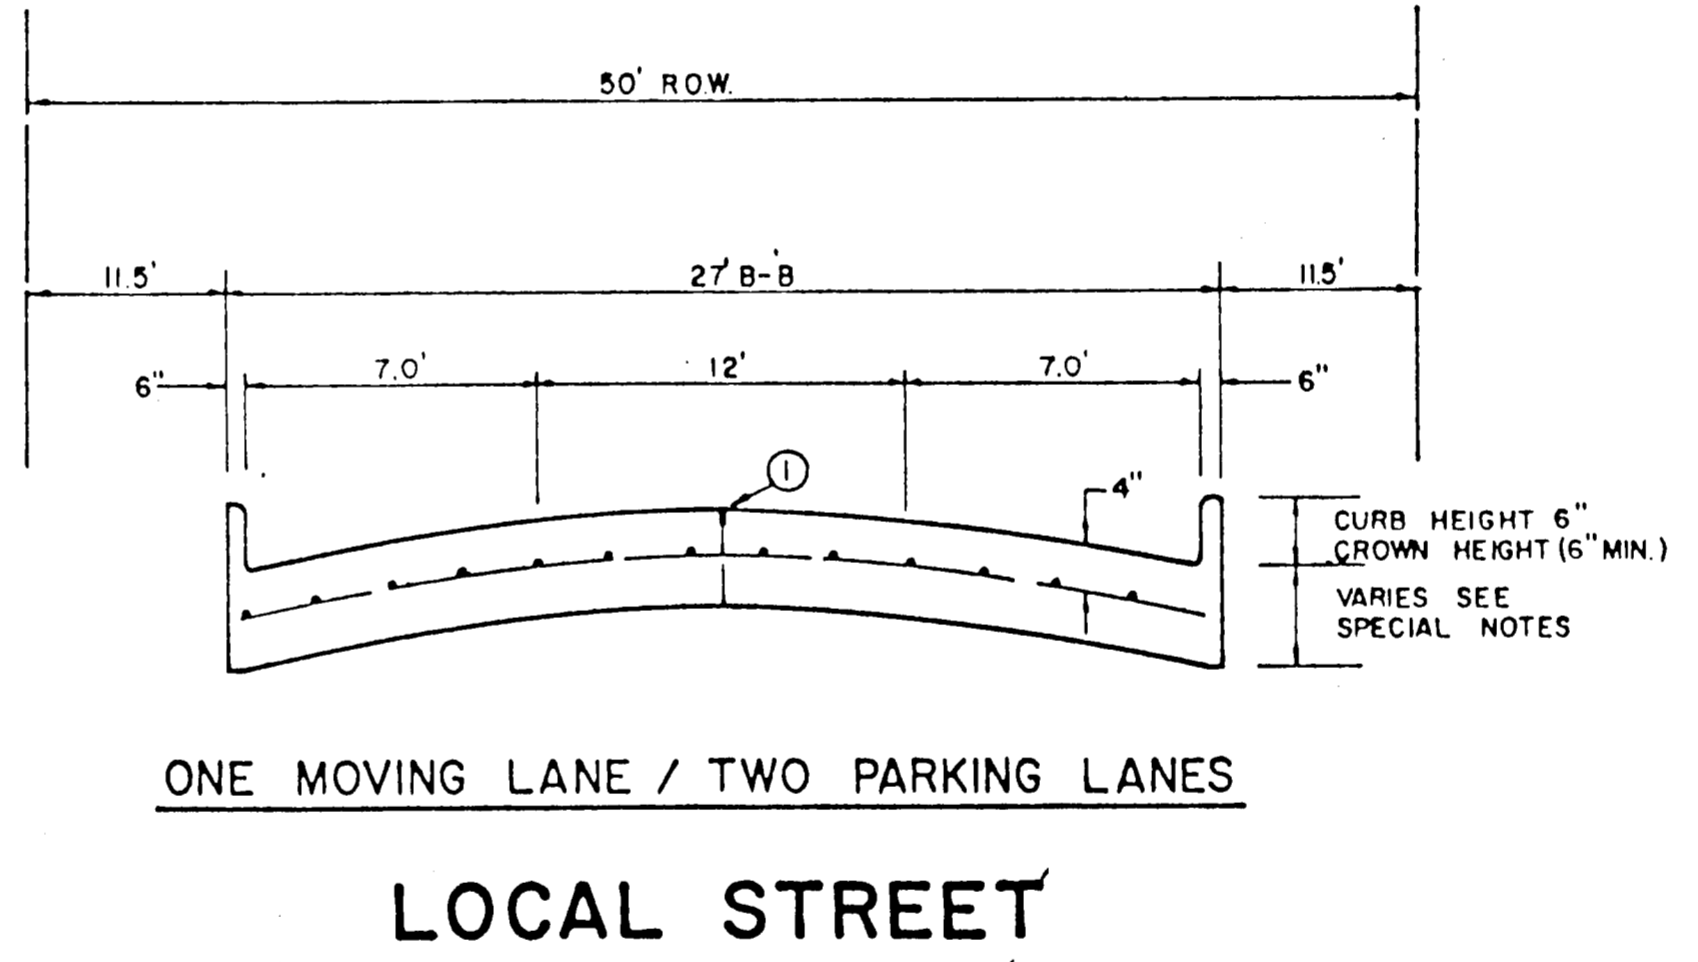 50' R.O.W.
11.5'
27' B-B
11.5'
6"
7.0'
12'
7.0'
6"
1
4"
CURB HEIGHT 6"
CROWN HEIGHT (6" MIN.)
VARIES SEE
SPECIAL NOTES
ONE MOVING LANE / TWO PARKING LANES
LOCAL STREET